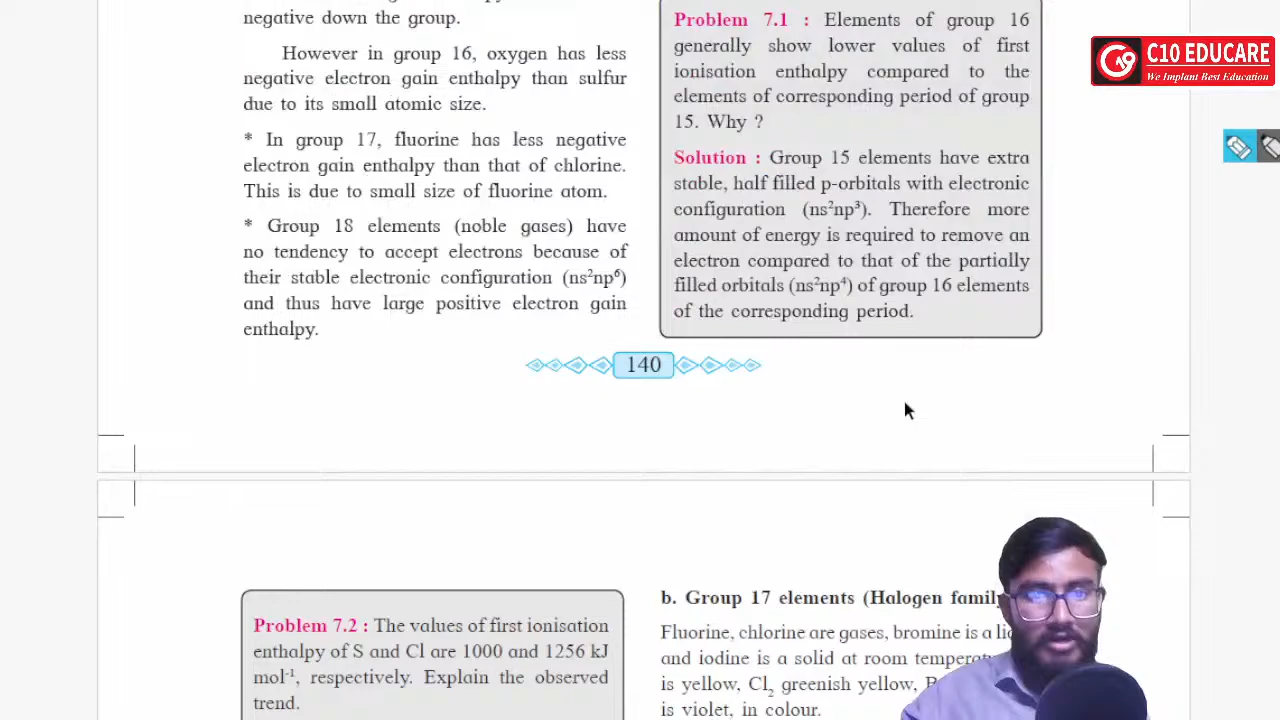 negative down the group.
However in group 16, oxygen has less
negative electron gain enthalpy than sulfur
due to its small atomic size.
* In group 17, fluorine has less negative
electron gain enthalpy than that of chlorine.
This is due to small size of fluorine atom.
* Group 18 elements (noble gases) have
no tendency to accept electrons because of
their stable electronic configuration (ns²np⁶)
and thus have large positive electron gain
enthalpy.
Problem 7.1 : Elements of group 16
generally show lower values of first
ionisation enthalpy compared to the
elements of corresponding period of group
15. Why ?
Solution : Group 15 elements have extra
stable, half filled p-orbitals with electronic
configuration (ns²np³). Therefore more
amount of energy is required to remove an
electron compared to that of the partially
filled orbitals (ns²np⁴) of group 16 elements
of the corresponding period.
C10 EDUCARE
We Implant Best Education
140
Problem 7.2 : The values of first ionisation
enthalpy of S and Cl are 1000 and 1256 kJ
mol⁻¹, respectively. Explain the observed
trend.
b. Group 17 elements (Halogen family
Fluorine, chlorine are gases, bromine is a
and iodine is a solid at room
is yellow, Cl₂ greenish yellow,
is violet, in colour.